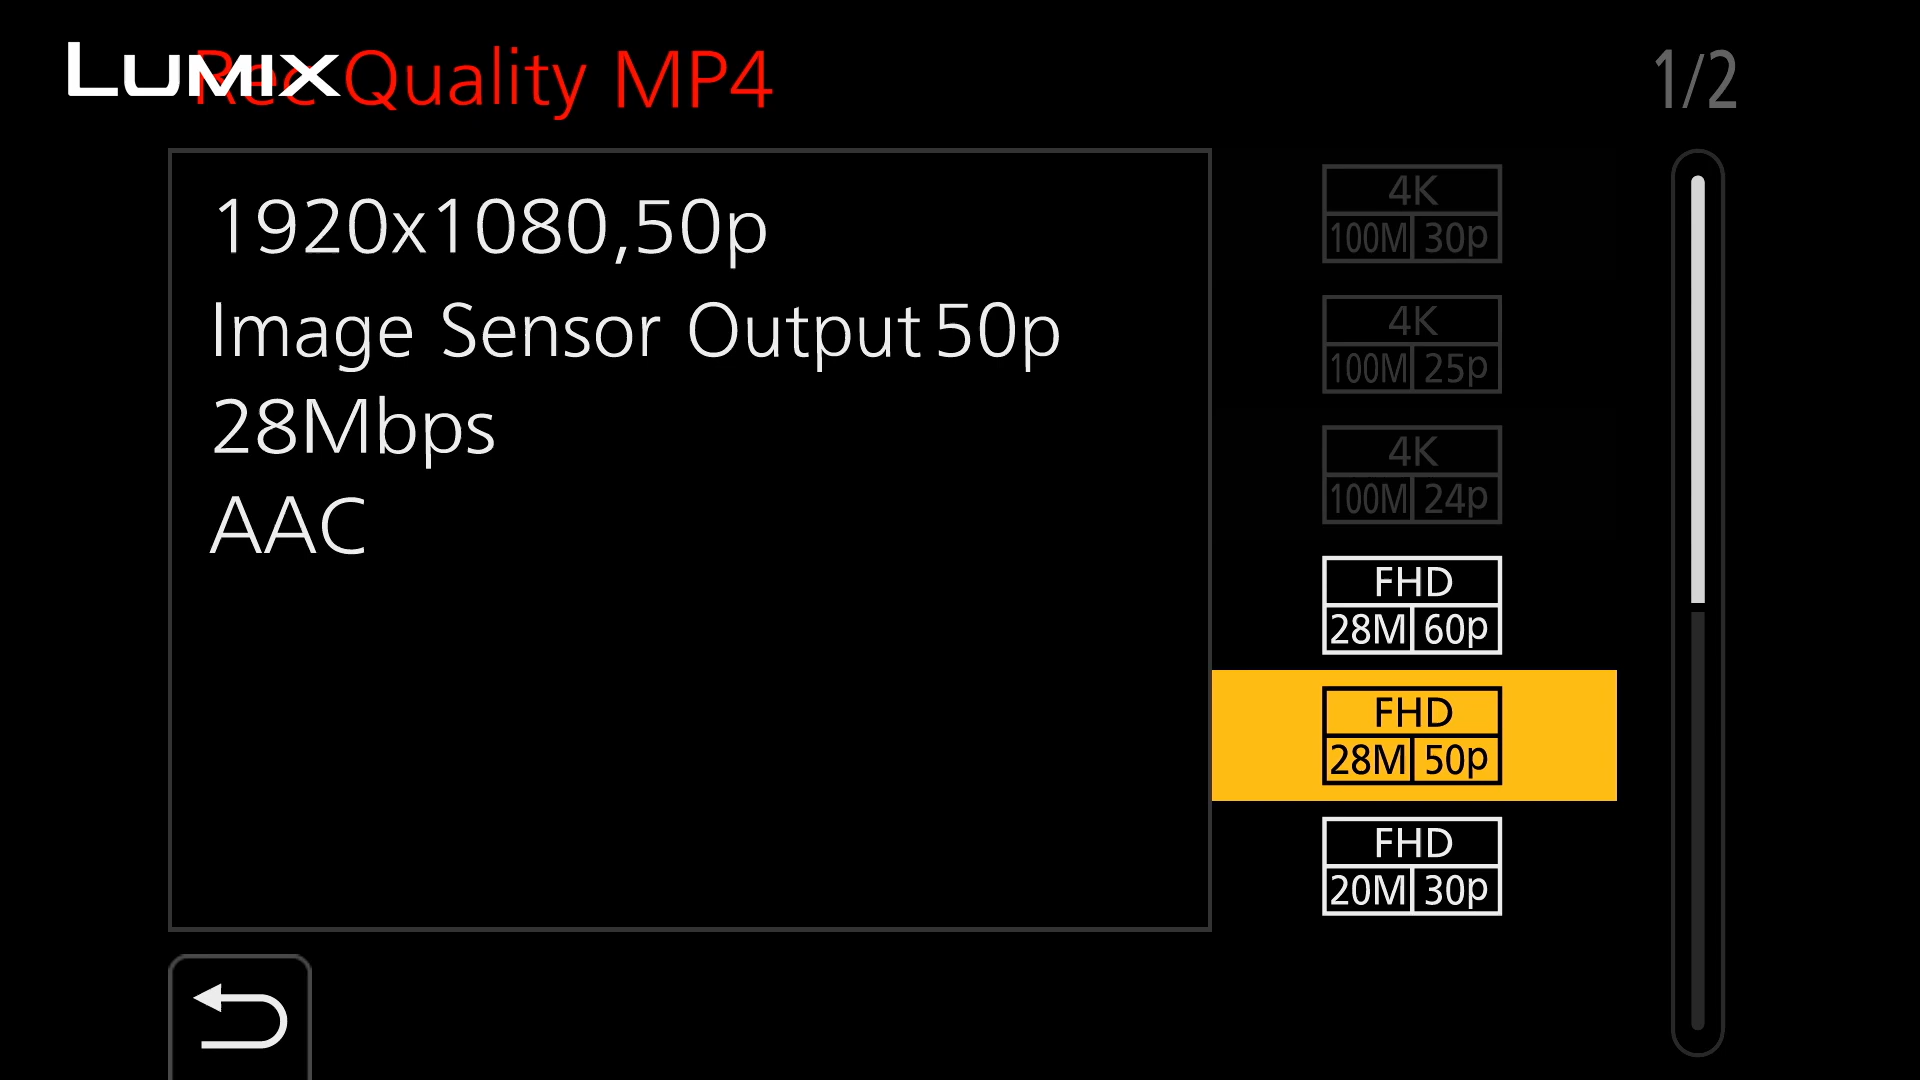 LUMIX
Rec Quality MP4
1/2
1920x1080,50p
Image Sensor Output 50p
28Mbps
AAC
4K
100M 30p
4K
100M 25p
4K
100M 24p
FHD
28M 60p
FHD
28M 50p
FHD
20M 30p